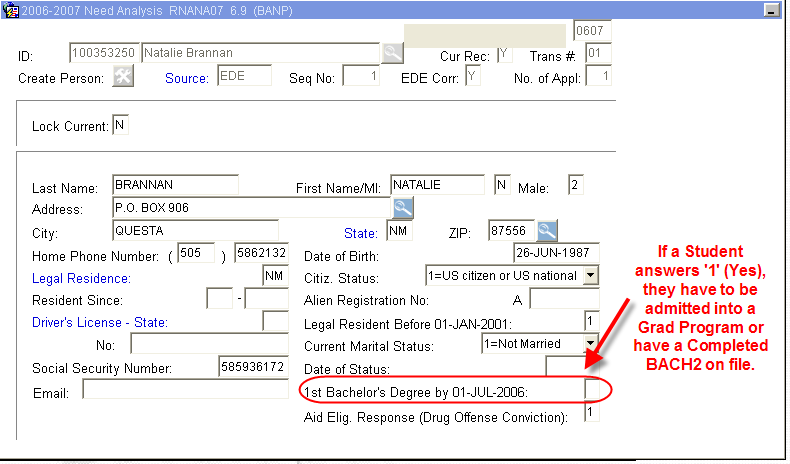 2006-2007 Need Analysis RNANA07 6.9 (BANP)
0607
ID: 100353250 Natalie Brannan Cur Rec: Y Trans #: 01
Create Person: Source: EDE Seq No: 1 EDE Corr: Y No. of Appl: 1
Lock Current: N
Last Name: BRANNAN First Name/MI: NATALIE N Male: 2
Address: P.O. BOX 906
City: QUESTA State: NM ZIP: 87556
Home Phone Number: ( 505 ) 5862132 Date of Birth: 26-JUN-1987
Legal Residence: NM Citiz. Status: 1=US citizen or US national
Resident Since: - Alien Registration No: A
Driver's License - State: Legal Resident Before 01-JAN-2001: 1
No: Current Marital Status: 1=Not Married
Social Security Number: 585936172 Date of Status:
Email: 1st Bachelor's Degree by 01-JUL-2006:
Aid Elig. Response (Drug Offense Conviction): 1
If a Student
answers '1' (Yes),
they have to be
admitted into a
Grad Program or
have a Completed
BACH2 on file.